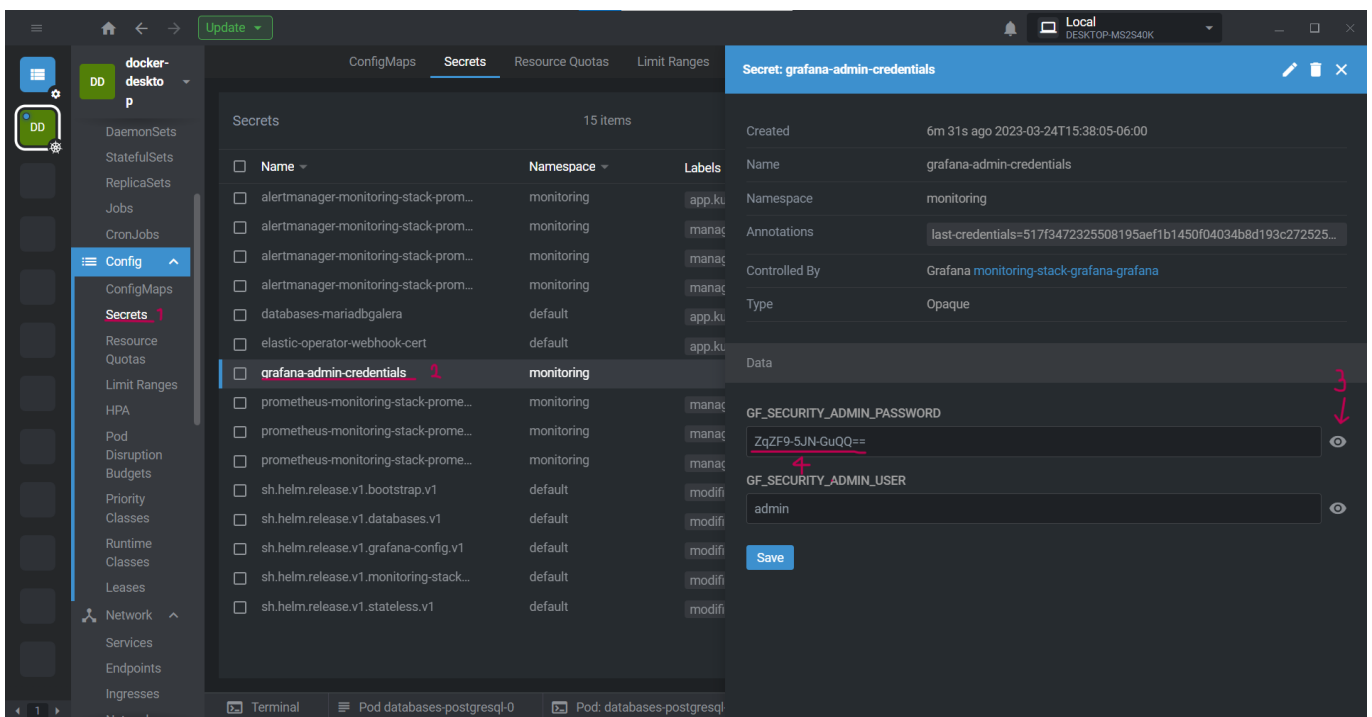 Update
Local
DESKTOP-MS2S40K
DD
docker-
deskto
p
DD
DaemonSets
StatefulSets
ReplicaSets
Jobs
CronJobs
Config
ConfigMaps
Secrets 1
Resource
Quotas
Limit Ranges
HPA
Pod
Disruption
Budgets
Priority
Classes
Runtime
Classes
Leases
Network
Services
Endpoints
Ingresses
1
ConfigMaps Secrets Resource Quotas Limit Ranges
Secrets 15 items
Name Namespace Labels
alertmanager-monitoring-stack-prom... monitoring app.ku
alertmanager-monitoring-stack-prom... monitoring manag
alertmanager-monitoring-stack-prom... monitoring manag
alertmanager-monitoring-stack-prom... monitoring manag
databases-mariadbgalera default app.ku
elastic-operator-webhook-cert default app.ku
grafana-admin-credentials monitoring
prometheus-monitoring-stack-prome... monitoring manag
prometheus-monitoring-stack-prome... monitoring manag
prometheus-monitoring-stack-prome... monitoring manag
sh.helm.release.v1.bootstrap.v1 default modifi
sh.helm.release.v1.databases.v1 default modifi
sh.helm.release.v1.grafana-config.v1 default modifi
sh.helm.release.v1.monitoring-stack... default modifi
sh.helm.release.v1.stateless.v1 default modifi
Terminal Pod databases-postgresql-0 Pod: databases-postgresql
Secret: grafana-admin-credentials
Created 6m 31s ago 2023-03-24T15:38:05-06:00
Name grafana-admin-credentials
Namespace monitoring
Annotations last-credentials=517f3472325508195aef1b1450f04034b8d193c272525...
Controlled By Grafana monitoring-stack-grafana-grafana
Type Opaque
Data
3
GF_SECURITY_ADMIN_PASSWORD
ZqZF9-5JN-GuQQ==
4
GF_SECURITY_ADMIN_USER
admin
Save